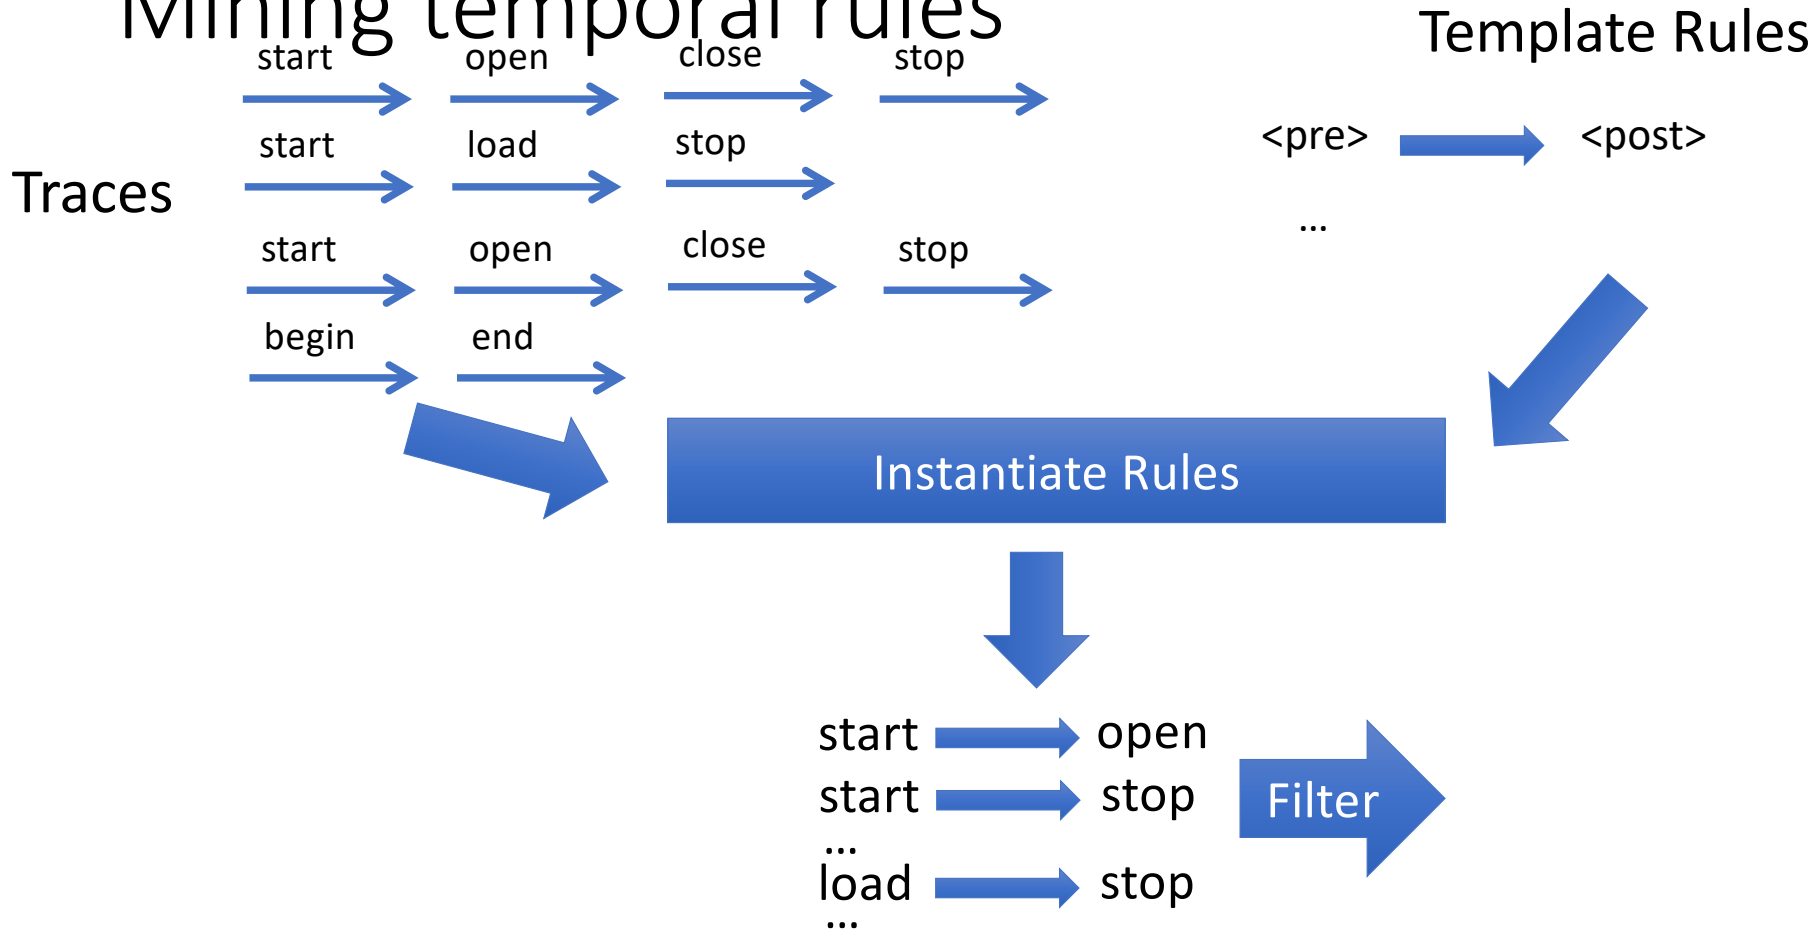 Mining temporal rules
Template Rules
start open close stop
<pre> <post>
start load stop
Traces
...
start open close stop
begin end
Instantiate Rules
start open
start stop
Filter
...
load stop
...